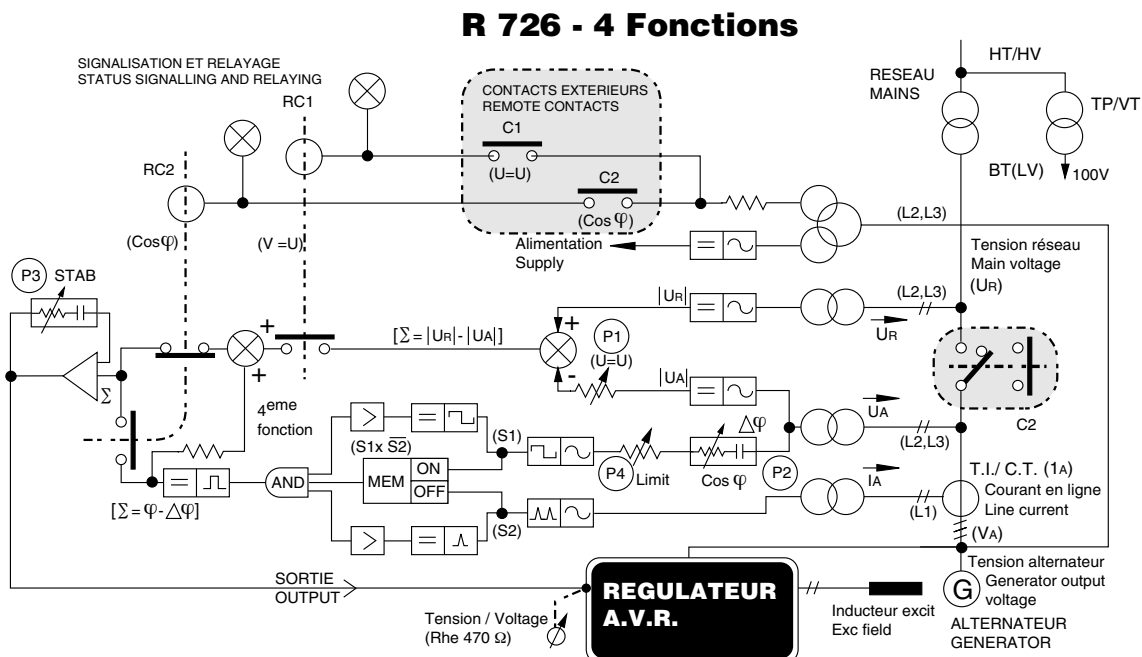 R 726 - 4 Fonctions
SIGNALISATION ET RELAYAGE
STATUS SIGNALLING AND RELAYING
RC1
RC2
CONTACTS EXTERIEURS
REMOTE CONTACTS
C1
(U=U)
C2
(Cos φ)
HT/HV
RESEAU
MAINS
TP/VT
BT(LV)
100V
(Cosφ)
(V =U)
Alimentation
Supply
(L2,L3)
Tension réseau
Main voltage
(UR)
P3
STAB
+
+
[∑ = |UR| - |UA|]
|UR|
+
-
P1
(U=U)
(L2,L3)
UR
|UA|
∑
4eme
fonction
(S1x S̅2̅)
(S1)
Δφ
UA
(L2,L3)
C2
MEM
ON
OFF
AND
P4
Limit
Cos φ
P2
IA
T.I./ C.T. (1A)
Courant en ligne
Line current
[∑ = φ - Δφ]
(S2)
(L1)
(VA)
SORTIE
OUTPUT
REGULATEUR
A.V.R.
Tension / Voltage
(Rhe 470 Ω)
Inducteur excit
Exc field
G
Tension alternateur
Generator output
voltage
ALTERNATEUR
GENERATOR